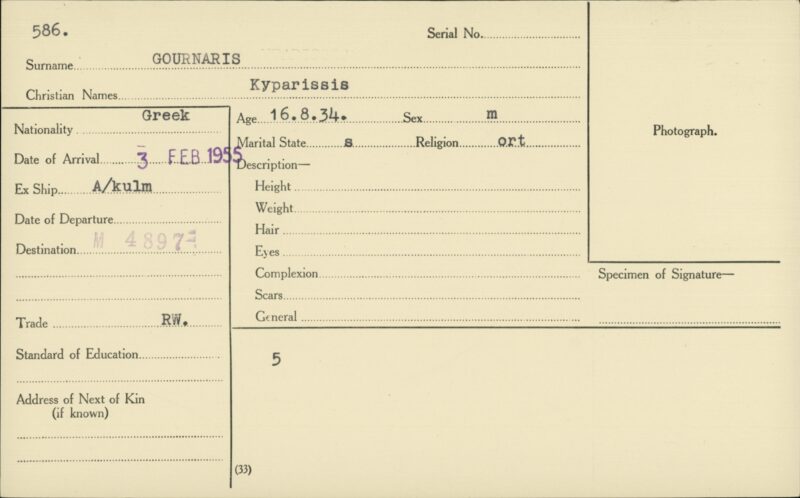 586.
Serial No.
Surname GOURNARIS
Christian Names Kyparissis
Nationality Greek
Date of Arrival 3 FEB 1955
Ex Ship A/kulm
Date of Departure
Destination M 4897
Trade RW.
Standard of Education
Address of Next of Kin
(if known)
Age 16.8.34. Sex m
Marital State s Religion ort
Description—
Height
Weight
Hair
Eyes
Complexion
Scars
General
5
(33)
Photograph.
Specimen of Signature—